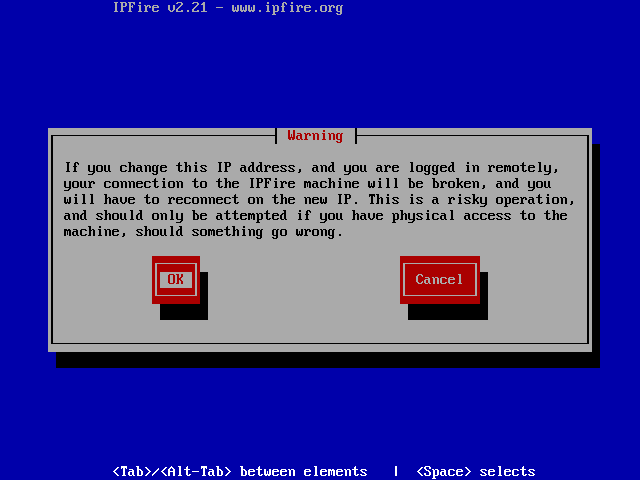 IPFire v2.21 - www.ipfire.org
Warning
If you change this IP address, and you are logged in remotely,
your connection to the IPFire machine will be broken, and you
will have to reconnect on the new IP. This is a risky operation,
and should only be attempted if you have physical access to the
machine, should something go wrong.
OK
Cancel
<Tab>/<Alt-Tab> between elements | <Space> selects